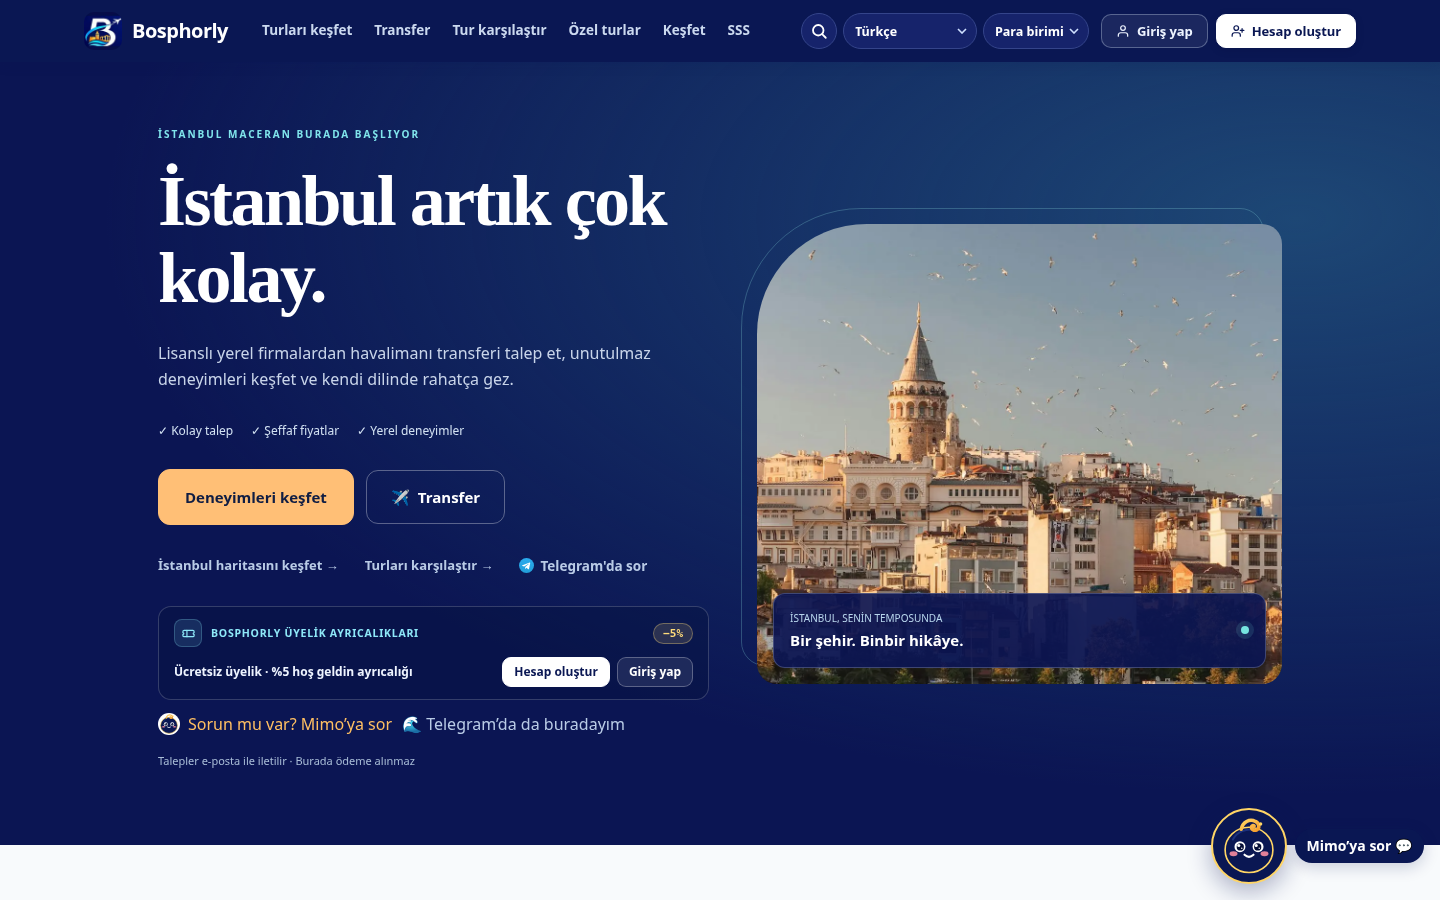 Bosphorly
Turları keşfet
Transfer
Tur karşılaştır
Özel turlar
Keşfet
SSS
Türkçe
Para birimi
Giriş yap
Hesap oluştur
İSTANBUL MACERAN BURADA BAŞLIYOR
İstanbul artık çok
kolay.
Lisanslı yerel firmalardan havalimanı transferi talep et, unutulmaz
deneyimleri keşfet ve kendi dilinde rahatça gez.
✓ Kolay talep
✓ Şeffaf fiyatlar
✓ Yerel deneyimler
Deneyimleri keşfet
✈️ Transfer
İstanbul haritasını keşfet →
Turları karşılaştır →
Telegram'da sor
BOSPHORLY ÜYELİK AYRICALIKLARI
−5%
Ücretsiz üyelik · %5 hoş geldin ayrıcalığı
Hesap oluştur
Giriş yap
Sorun mu var? Mimo’ya sor
🌊 Telegram’da da buradayım
Talepler e-posta ile iletilir · Burada ödeme alınmaz
İSTANBUL, SENİN TEMPOSUNDA
Bir şehir. Binbir hikâye.
Mimo’ya sor 💬